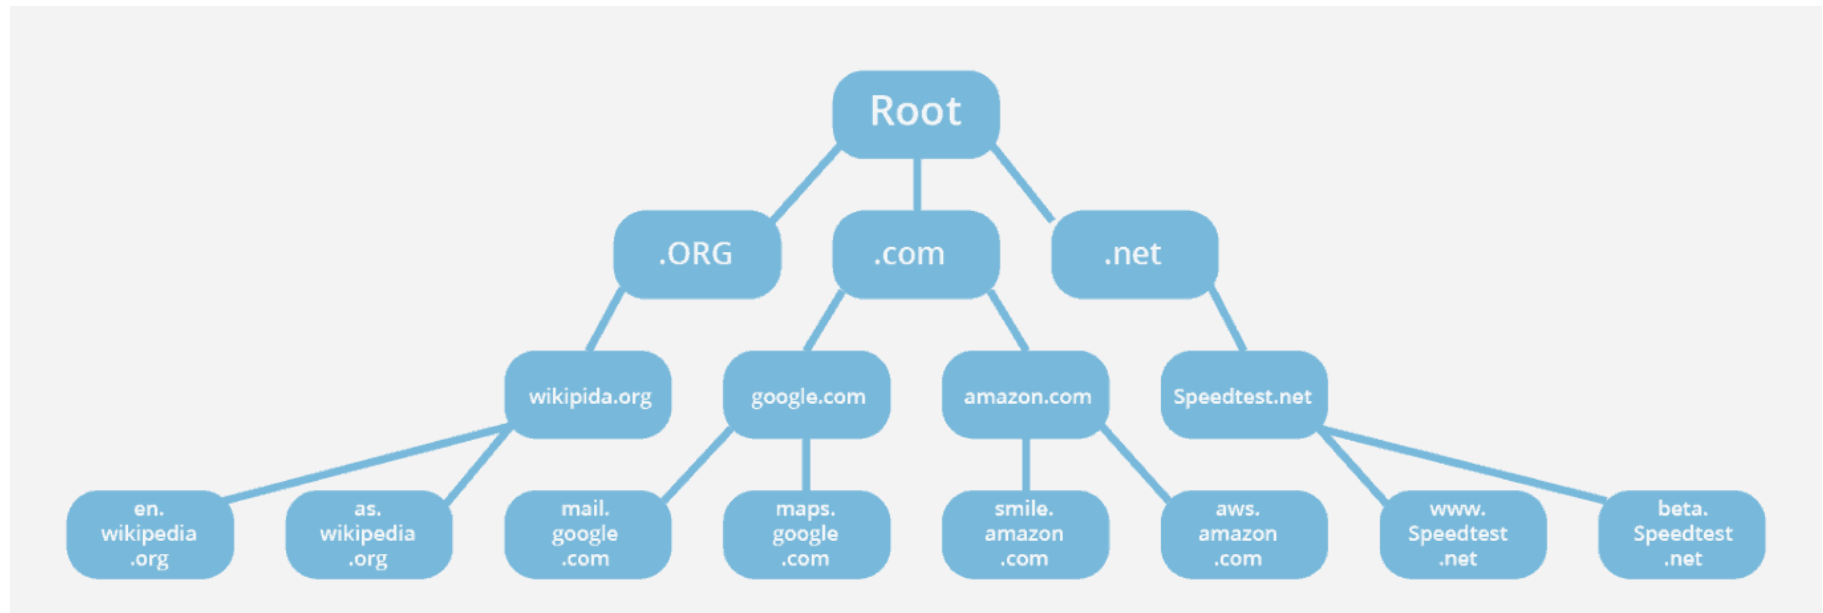 Root
.ORG
.com
.net
wikipida.org
google.com
amazon.com
Speedtest.net
en.
wikipedia
.org
as.
wikipedia
.org
mail.
google
.com
maps.
google
.com
smile.
amazon
.com
aws.
amazon
.com
www.
Speedtest
.net
beta.
Speedtest
.net